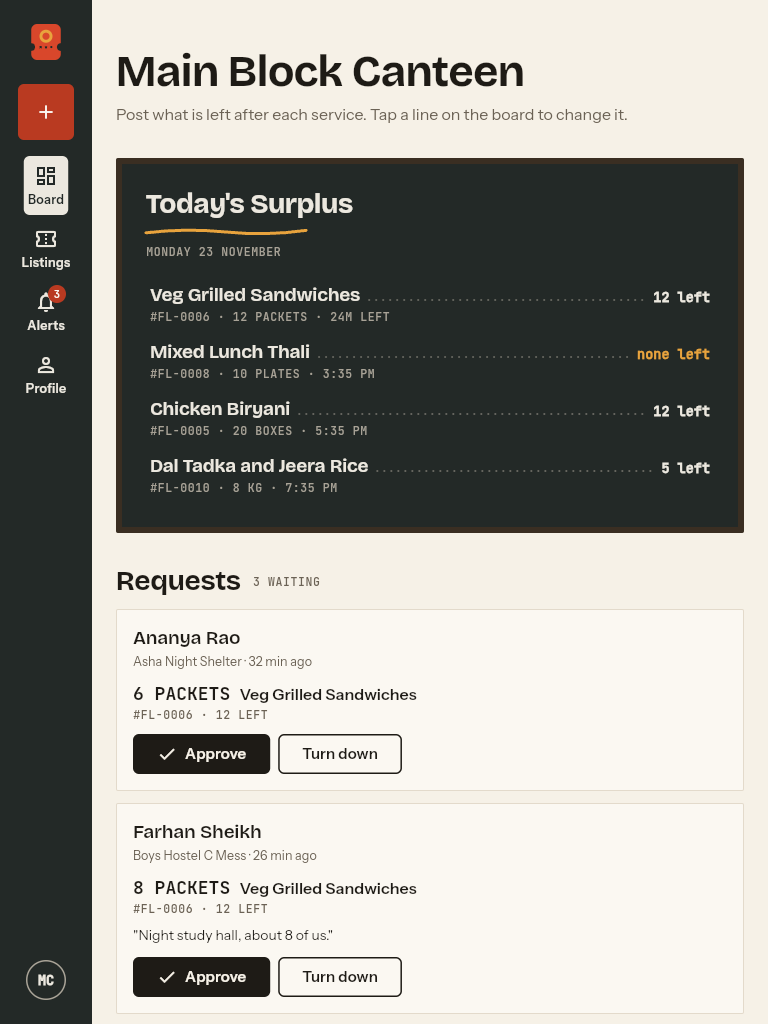 Main Block Canteen
Post what is left after each service. Tap a line on the board to change it.
Board
Listings
3
Alerts
Profile
MC
Today's Surplus
MONDAY 23 NOVEMBER
Veg Grilled Sandwiches 12 left
#FL-0006 · 12 PACKETS · 24M LEFT
Mixed Lunch Thali none left
#FL-0008 · 10 PLATES · 3:35 PM
Chicken Biryani 12 left
#FL-0005 · 20 BOXES · 5:35 PM
Dal Tadka and Jeera Rice 5 left
#FL-0010 · 8 KG · 7:35 PM
Requests 3 WAITING
Ananya Rao
Asha Night Shelter · 32 min ago
6 PACKETS Veg Grilled Sandwiches
#FL-0006 · 12 LEFT
Approve Turn down
Farhan Sheikh
Boys Hostel C Mess · 26 min ago
8 PACKETS Veg Grilled Sandwiches
#FL-0006 · 12 LEFT
"Night study hall, about 8 of us."
Approve Turn down